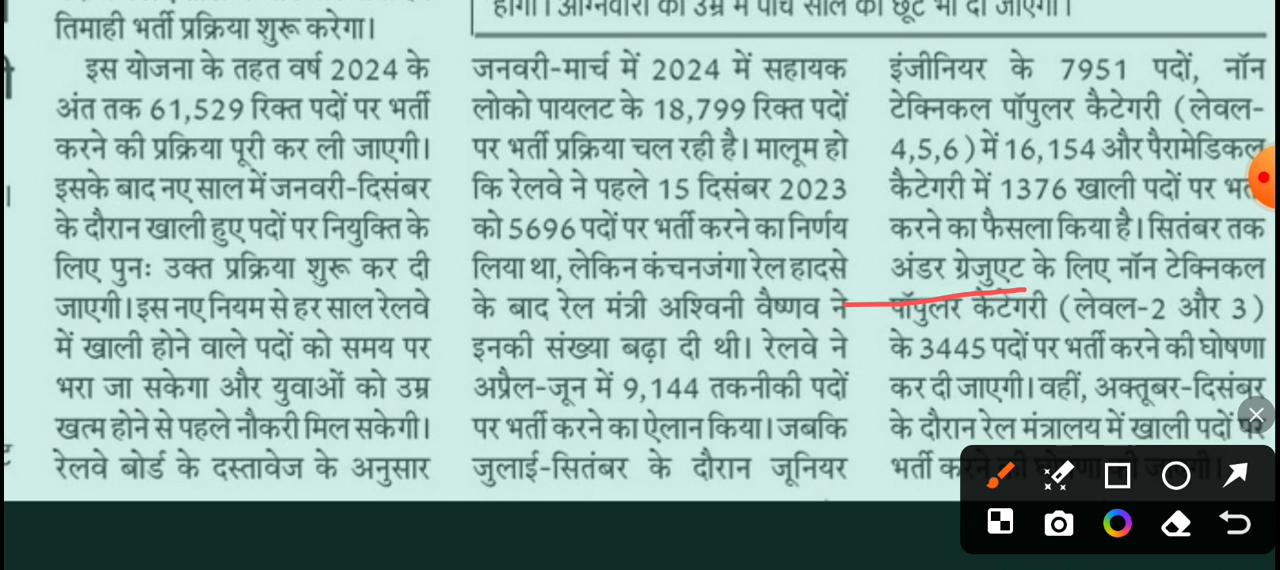 तिमाही भर्ती प्रक्रिया शुरू करेगा।
इस योजना के तहत वर्ष 2024 के
अंत तक 61,529 रिक्त पदों पर भर्ती
करने की प्रक्रिया पूरी कर ली जाएगी।
इसके बाद नए साल में जनवरी-दिसंबर
के दौरान खाली हुए पदों पर नियुक्ति के
लिए पुनः उक्त प्रक्रिया शुरू कर दी
जाएगी। इस नए नियम से हर साल रेलवे
में खाली होने वाले पदों को समय पर
भरा जा सकेगा और युवाओं को उम्र
खत्म होने से पहले नौकरी मिल सकेगी।
रेलवे बोर्ड के दस्तावेज के अनुसार
होगी। अग्निवीरों को उम्र में पांच साल की छूट भी दी जाएगी।
जनवरी-मार्च में 2024 में सहायक
लोको पायलट के 18,799 रिक्त पदों
पर भर्ती प्रक्रिया चल रही है। मालूम हो
कि रेलवे ने पहले 15 दिसंबर 2023
को 5696 पदों पर भर्ती करने का निर्णय
लिया था, लेकिन कंचनजंगा रेल हादसे
के बाद रेल मंत्री अश्विनी वैष्णव ने
इनकी संख्या बढ़ा दी थी। रेलवे ने
अप्रैल-जून में 9,144 तकनीकी पदों
पर भर्ती करने का ऐलान किया। जबकि
जुलाई-सितंबर के दौरान जूनियर
इंजीनियर के 7951 पदों, नॉन
टेक्निकल पॉपुलर कैटेगरी (लेवल-
4,5,6) में 16,154 और पैरामेडिकल
कैटेगरी में 1376 खाली पदों पर
करने का फैसला किया है। सितंबर तक
अंडर ग्रेजुएट के लिए नॉन टेक्निकल
पॉपुलर कैटेगरी (लेवल-2 और 3)
के 3445 पदों पर भर्ती करने की घोषणा
कर दी जाएगी। वहीं, अक्तूबर-दिसंबर
के दौरान रेल मंत्रालय में खाली पदों पर
भर्ती करने की घोषणा की जाएगी।